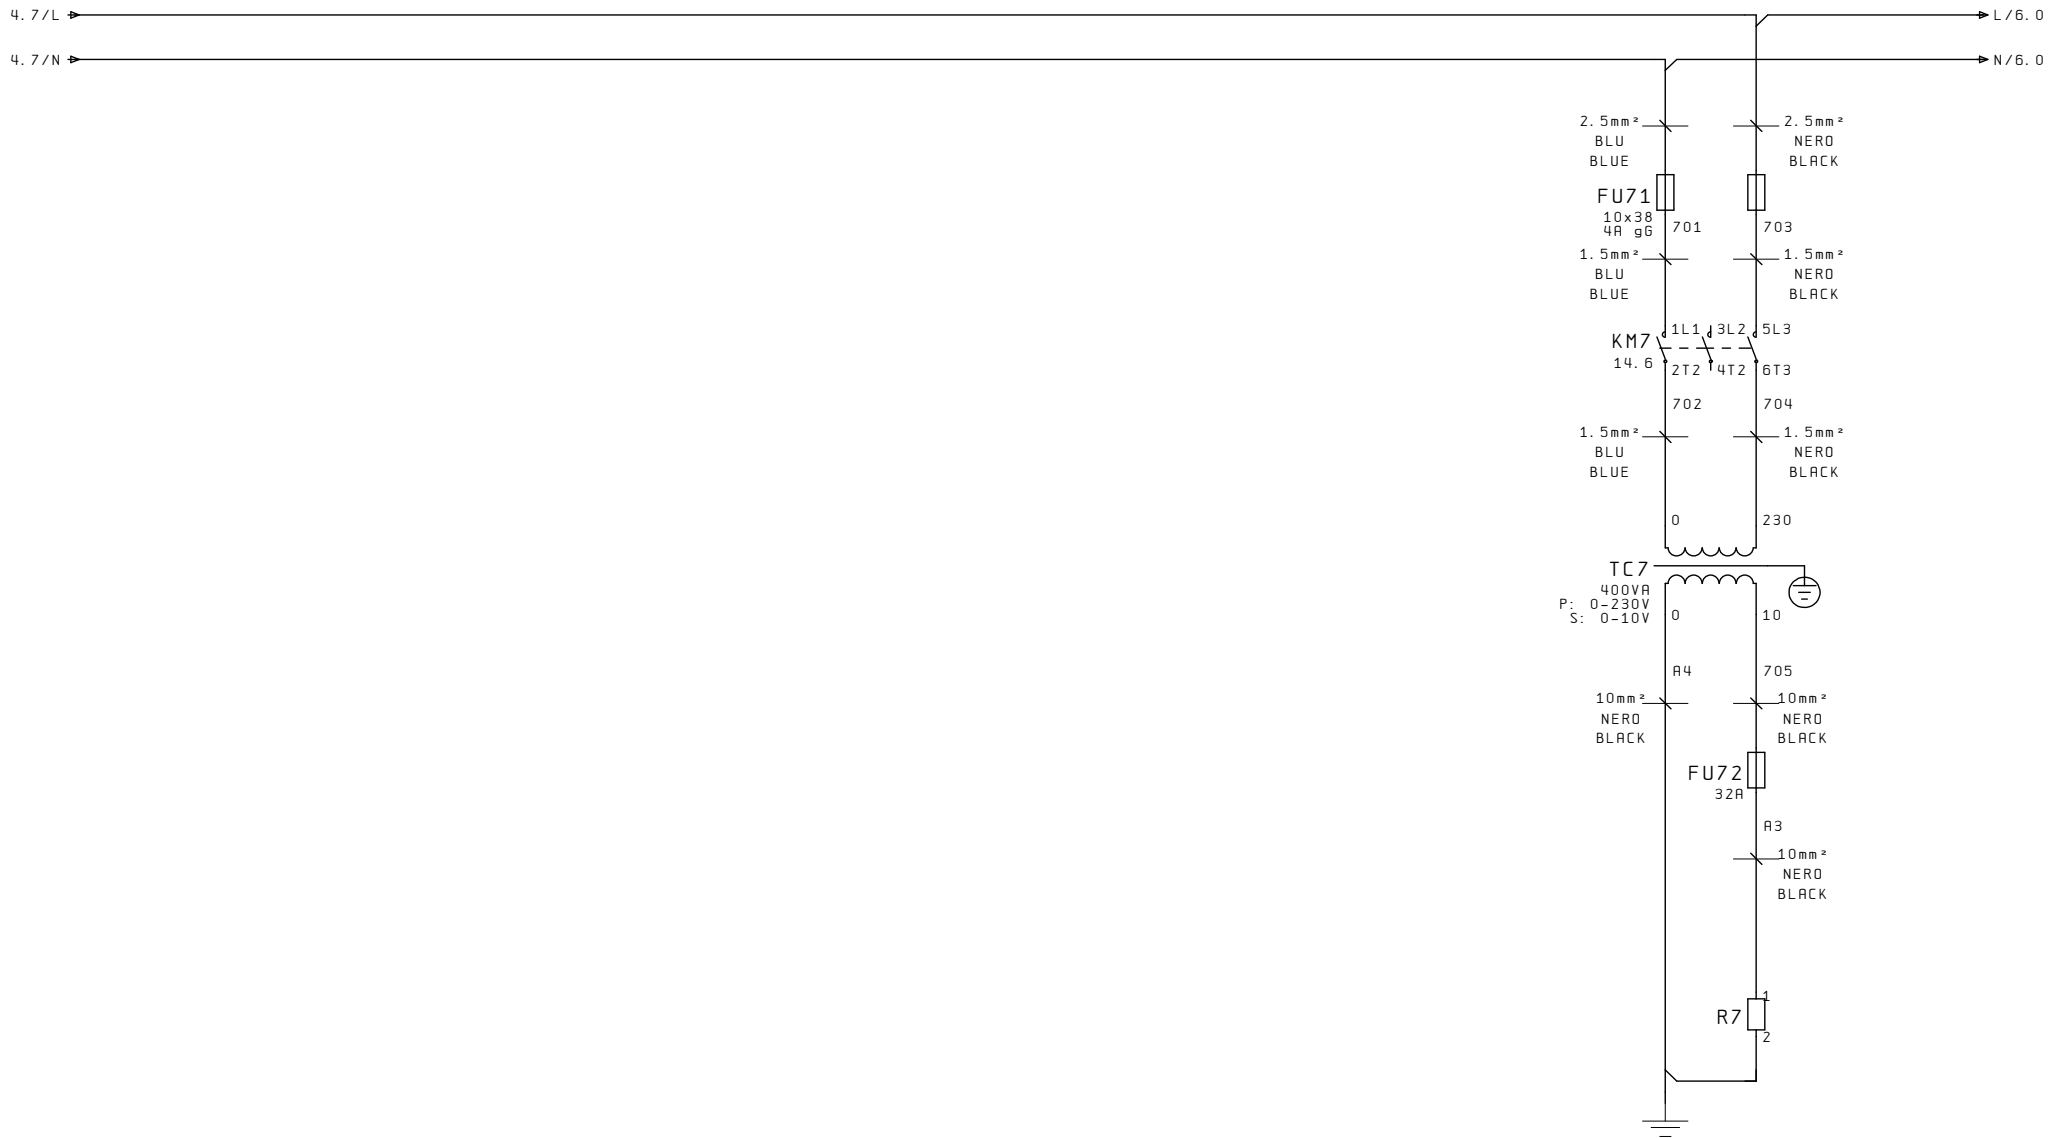 4.7/L
L/6.0
4.7/N
N/6.0
2.5mm²
BLU
BLUE
2.5mm²
NERO
BLACK
FU71
10x38
4A gG
701
703
1.5mm²
BLU
BLUE
1.5mm²
NERO
BLACK
KM7
14.6
1L1
3L2
5L3
2T2
4T2
6T3
702
704
1.5mm²
BLU
BLUE
1.5mm²
NERO
BLACK
0
230
TC7
400VA
P: 0-230V
S: 0-10V
0
10
A4
705
10mm²
NERO
BLACK
10mm²
NERO
BLACK
FU72
32A
A3
10mm²
NERO
BLACK
R7
1
2